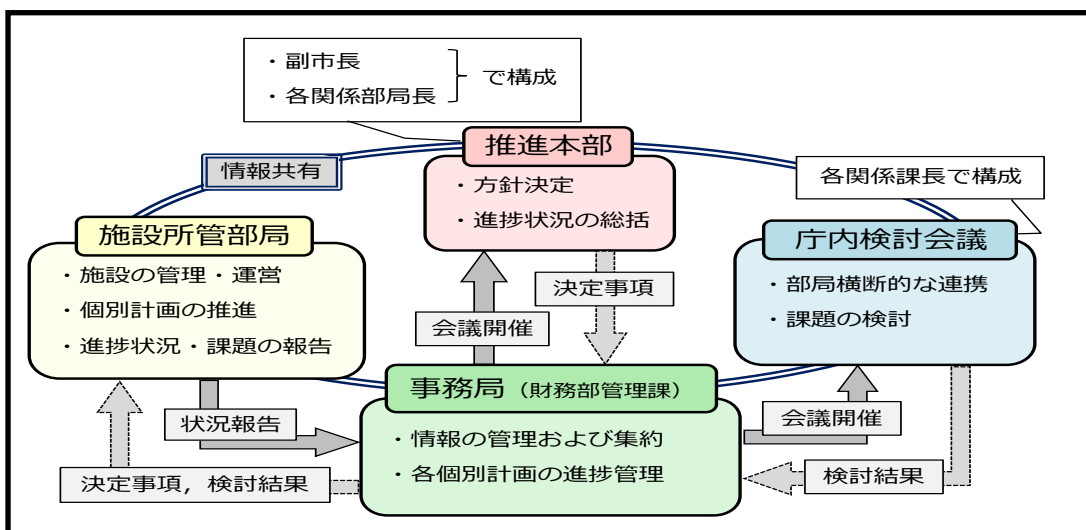 ・副市長
・各関係部局長
で構成
推進本部
・方針決定
・進捗状況の総括
情報共有
各関係課長で構成
施設所管部局
・施設の管理・運営
・個別計画の推進
・進捗状況・課題の報告
庁内検討会議
・部局横断的な連携
・課題の検討
会議開催
決定事項
事務局（財務部管理課）
・情報の管理および集約
・各個別計画の進捗管理
状況報告
会議開催
決定事項，検討結果
検討結果